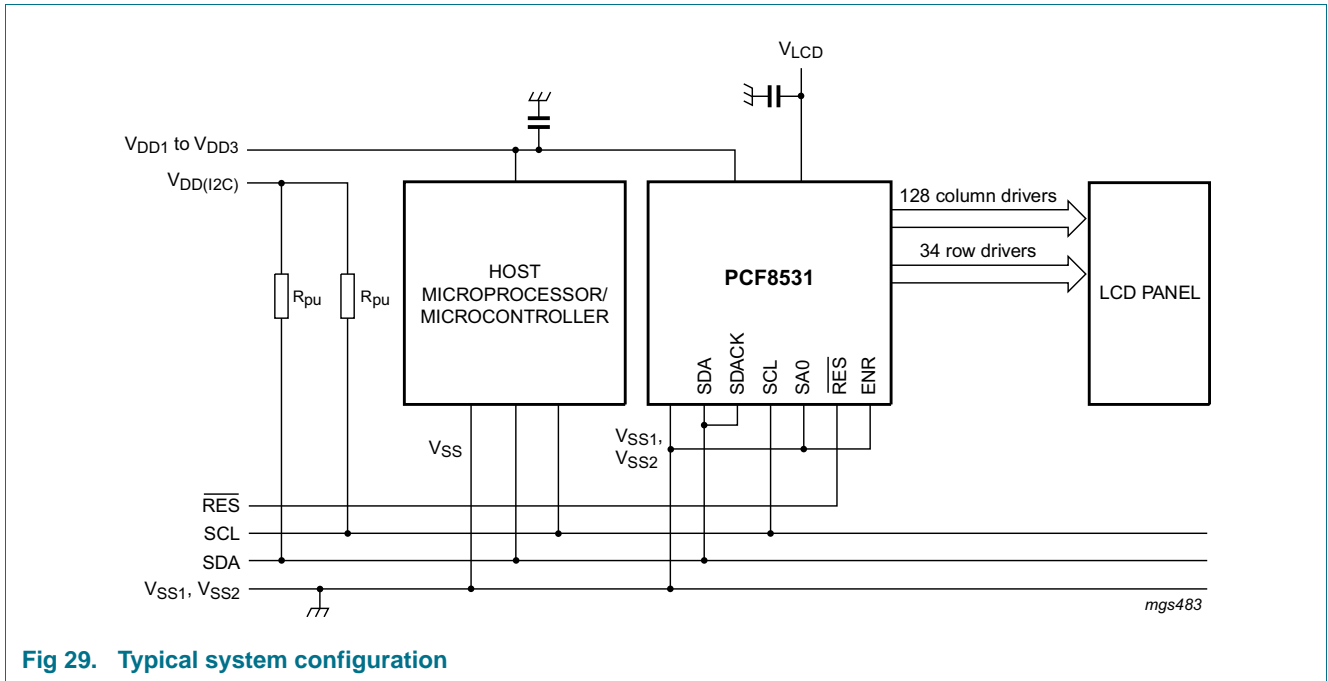 VLCD
VDD1 to VDD3
VDD(I2C)
128 column drivers
34 row drivers
Rpu
Rpu
HOST
MICROPROCESSOR/
MICROCONTROLLER
PCF8531
LCD PANEL
SDA
SDACK
SCL
SA0
RES
ENR
VSS
VSS1,
VSS2
RES
SCL
SDA
VSS1, VSS2
mgs483
Fig 29. Typical system configuration